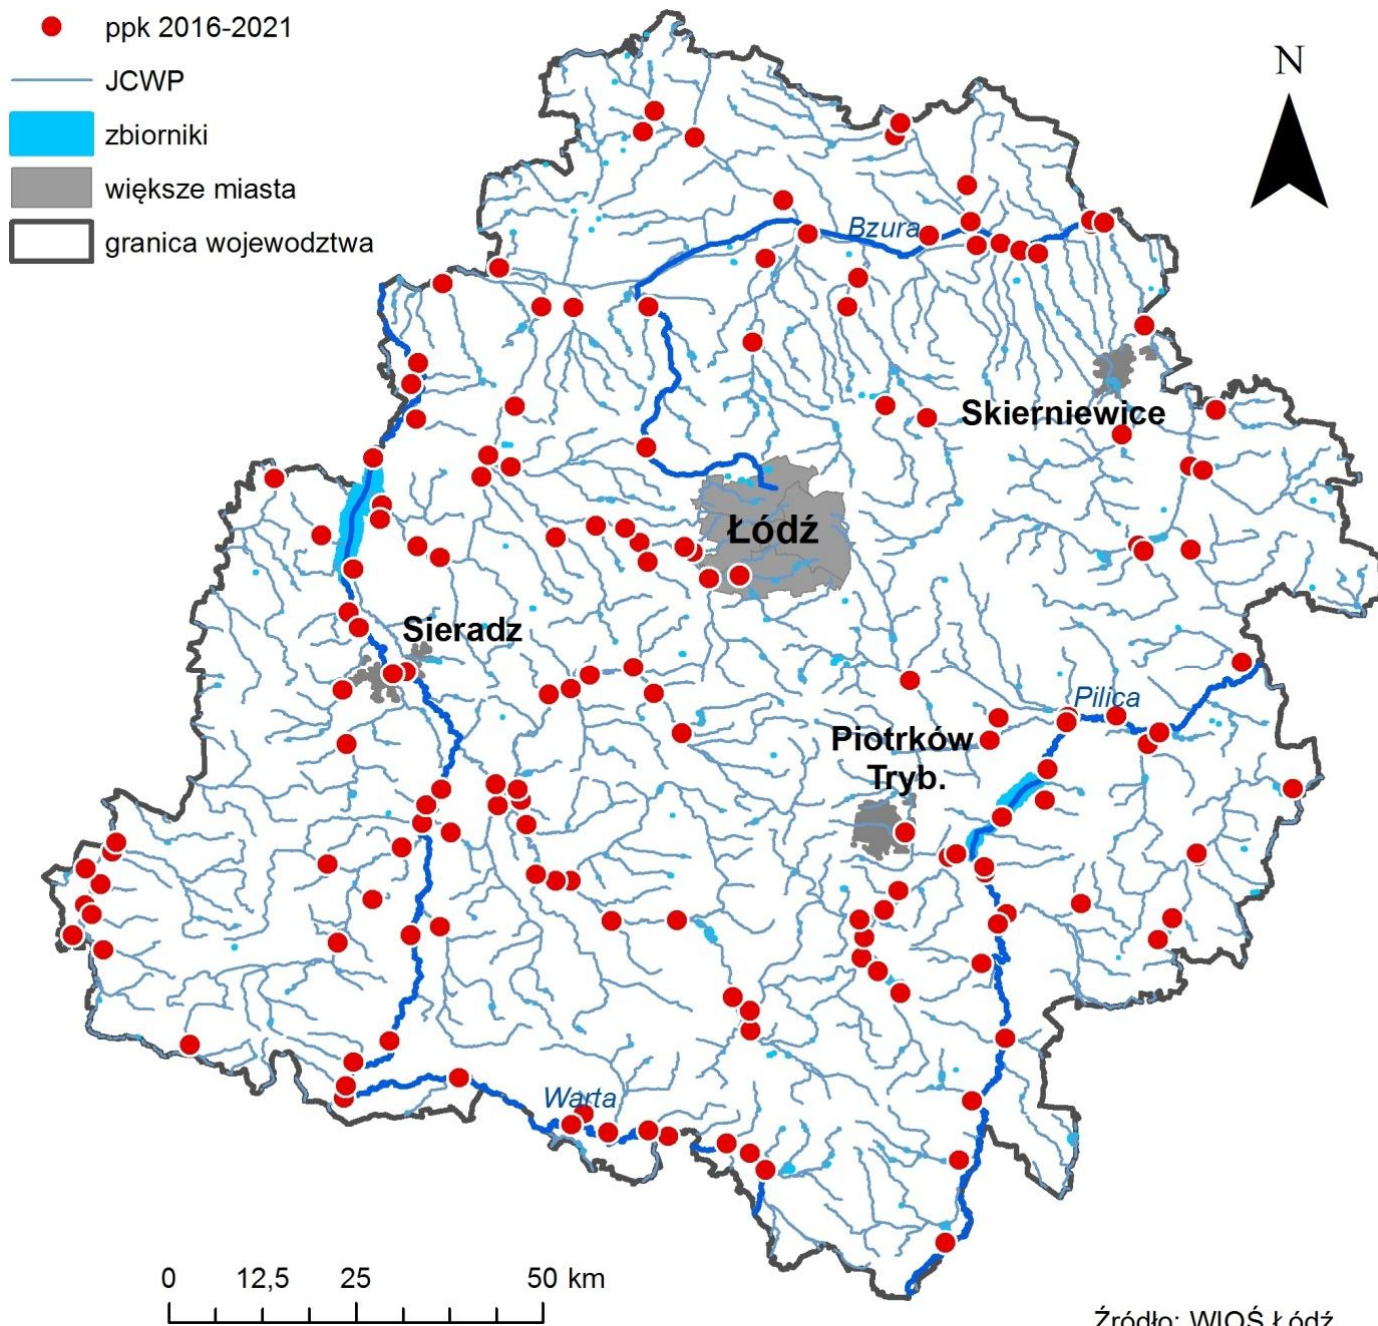 ppk 2016-2021
JCWP
zbiorniki
większe miasta
granica wojewodztwa
N
Bzura
Skierniewice
Łódź
Sieradz
Pilica
Piotrków
Tryb.
Warta
0 12,5 25 50 km
Źródło: WIOŚ Łódź